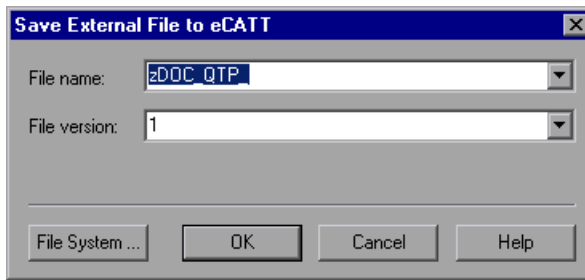 Save External File to eCATT
File name: zDOC_QTP_
File version: 1
File System ... OK Cancel Help